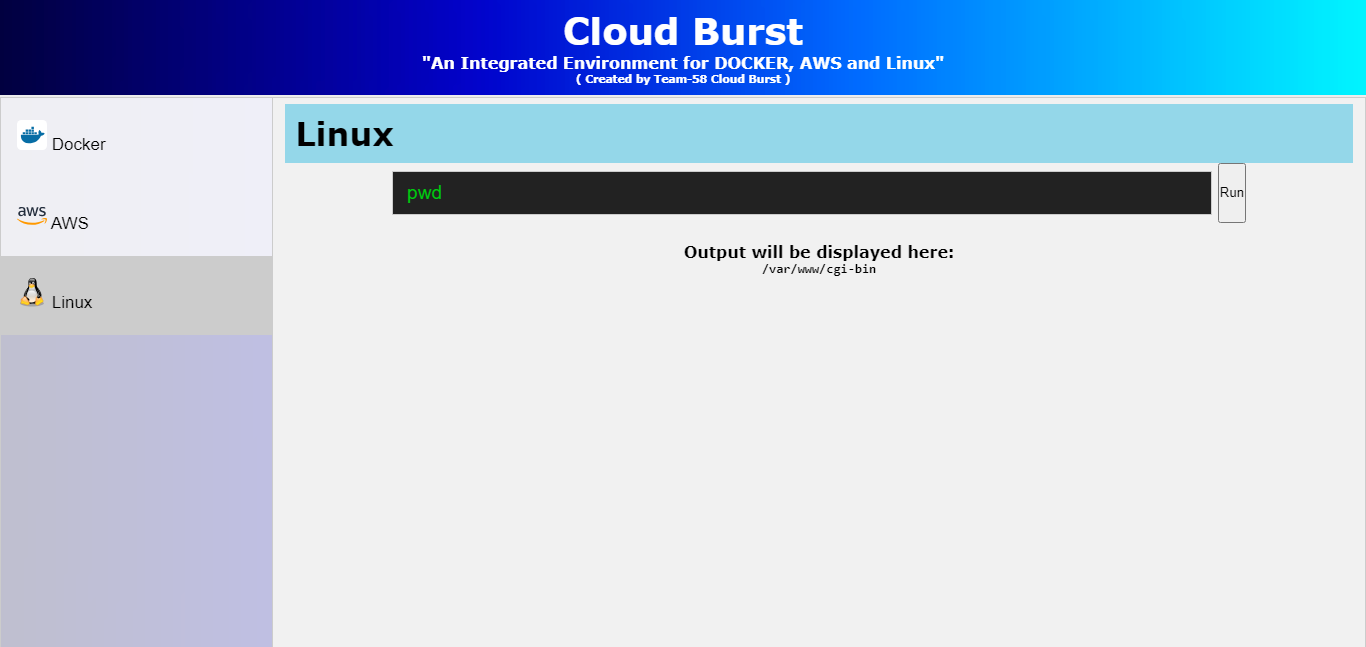 Cloud Burst
"An Integrated Environment for DOCKER, AWS and Linux"
( Created by Team-58 Cloud Burst )
Docker
aws AWS
Linux
Linux
pwd
Run
Output will be displayed here:
/var/www/cgi-bin